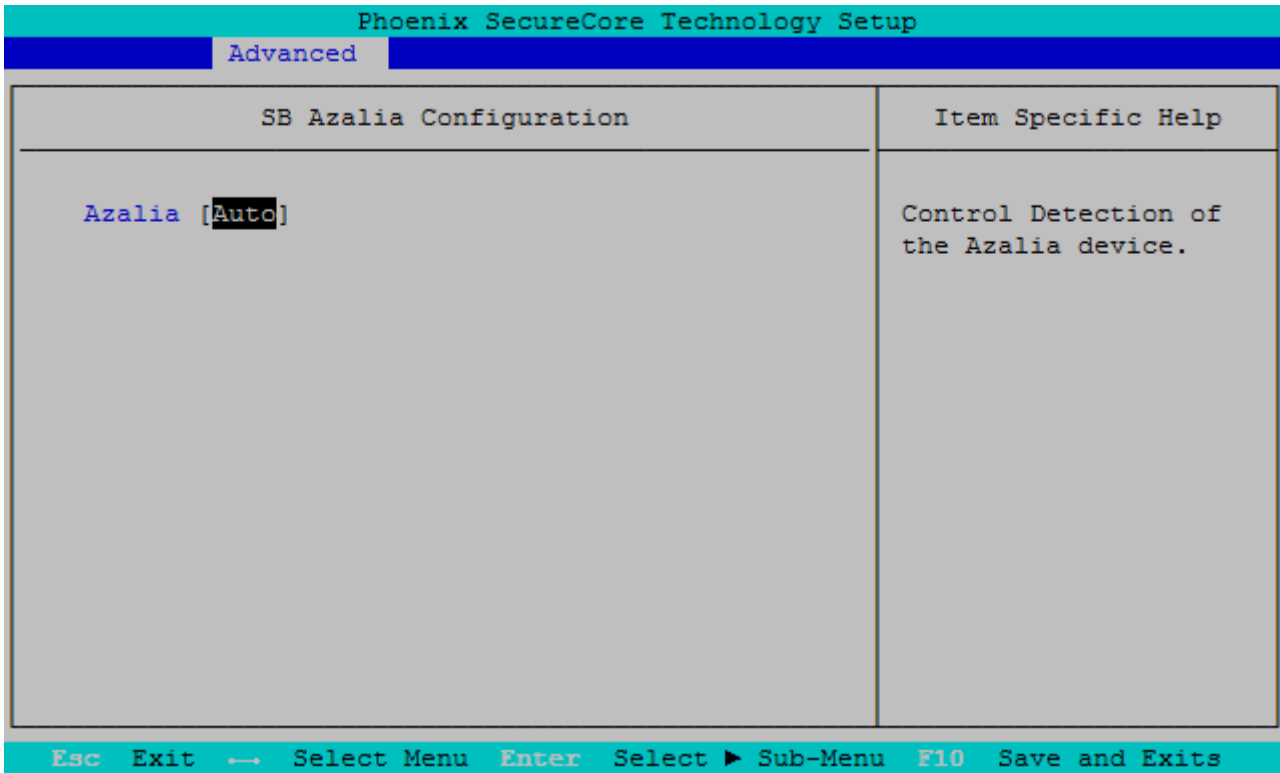 Phoenix SecureCore Technology Setup
Advanced
SB Azalia Configuration
Item Specific Help
Azalia [Auto]
Control Detection of
the Azalia device.
Esc Exit ←→ Select Menu Enter Select ▶ Sub-Menu F10 Save and Exits